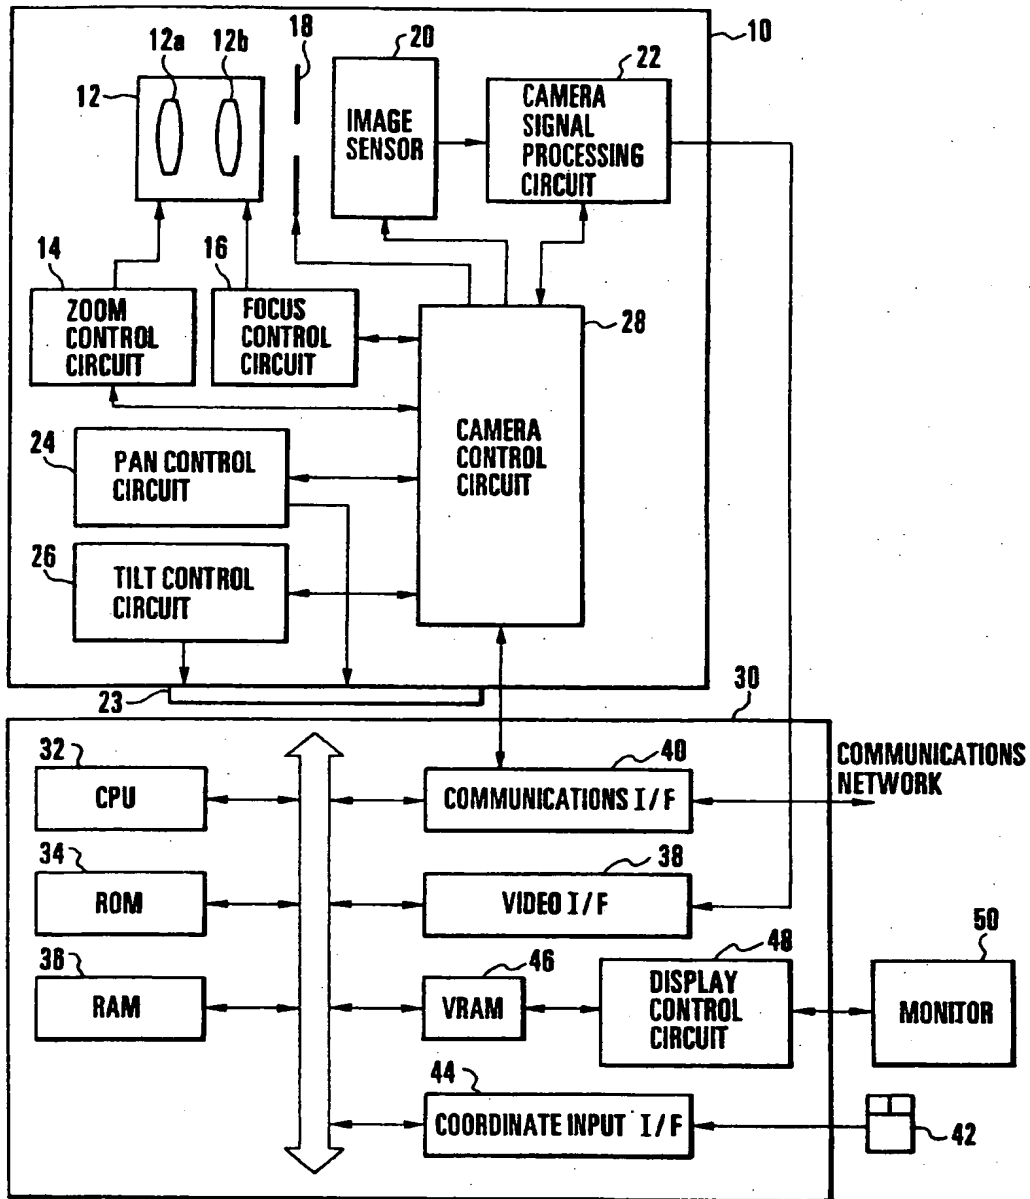 10
12a
12b
18
20
22
12
IMAGE
SENSOR
CAMERA
SIGNAL
PROCESSING
CIRCUIT
14
16
ZOOM
CONTROL
CIRCUIT
FOCUS
CONTROL
CIRCUIT
28
24
PAN CONTROL
CIRCUIT
CAMERA
CONTROL
CIRCUIT
26
TILT CONTROL
CIRCUIT
23
30
32
CPU
40
COMMUNICATIONS I/F
COMMUNICATIONS
NETWORK
34
ROM
38
VIDEO I/F
36
RAM
46
VRAM
48
DISPLAY
CONTROL
CIRCUIT
50
MONITOR
44
COORDINATE INPUT I/F
42